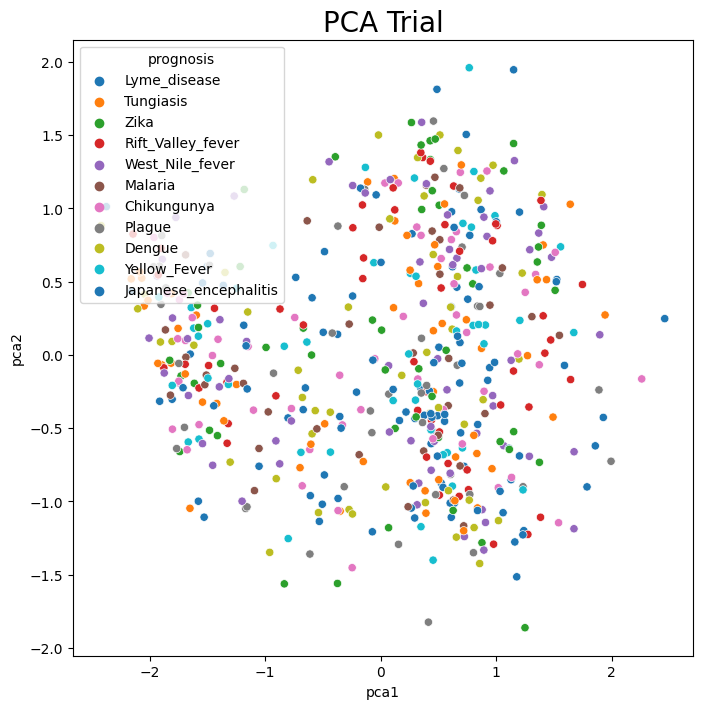 PCA Trial
prognosis
Lyme_disease
Tungiasis
Zika
Rift_Valley_fever
West_Nile_fever
Malaria
Chikungunya
Plague
Dengue
Yellow_Fever
Japanese_encephalitis
pca2
2.0
1.5
1.0
0.5
0.0
−0.5
−1.0
−1.5
−2.0
−2 −1 0 1 2
pca1